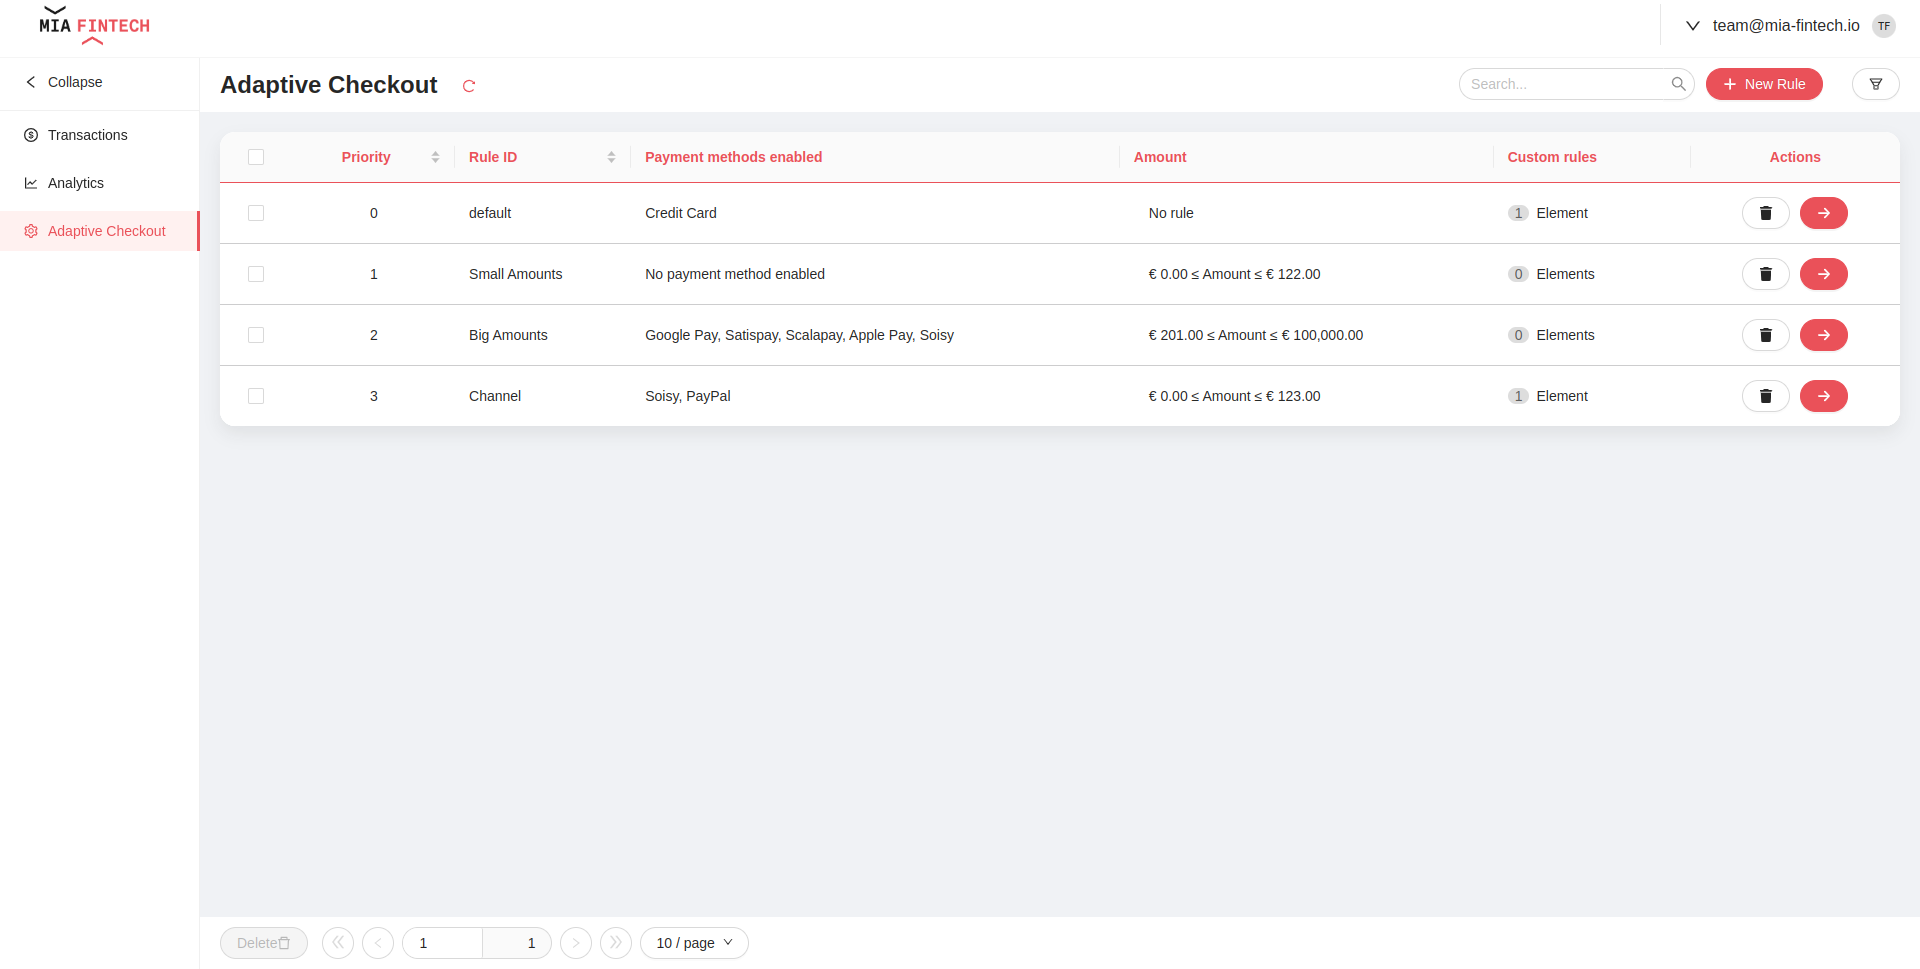 MIA FINTECH
team@mia-fintech.io TF
Collapse
Adaptive Checkout
Search...
New Rule
Transactions
Analytics
Adaptive Checkout
Priority Rule ID Payment methods enabled Amount Custom rules Actions
0 default Credit Card No rule 1 Element
1 Small Amounts No payment method enabled € 0.00 ≤ Amount ≤ € 122.00 0 Elements
2 Big Amounts Google Pay, Satispay, Scalapay, Apple Pay, Soisy € 201.00 ≤ Amount ≤ € 100,000.00 0 Elements
3 Channel Soisy, PayPal € 0.00 ≤ Amount ≤ € 123.00 1 Element
Delete 1 1 10 / page